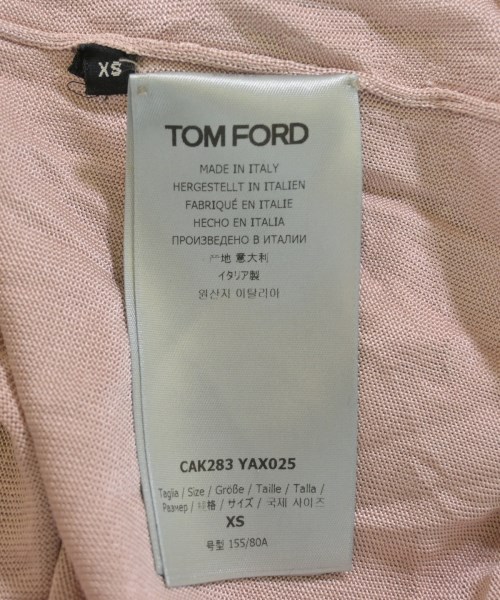 XS
TOM FORD
MADE IN ITALY
HERGESTELLT IN ITALIEN
FABRIQUÉ EN ITALIE
HECHO EN ITALIA
ПРОИЗВЕДЕНО В ИТАЛИИ
产地 意大利
イタリア製
원산지 이탈리아
CAK283 YAX025
Taglia / Size / Größe / Taille / Talla /
Размер / 规格 / サイズ / 국제 사이즈
XS
号型 155/80A